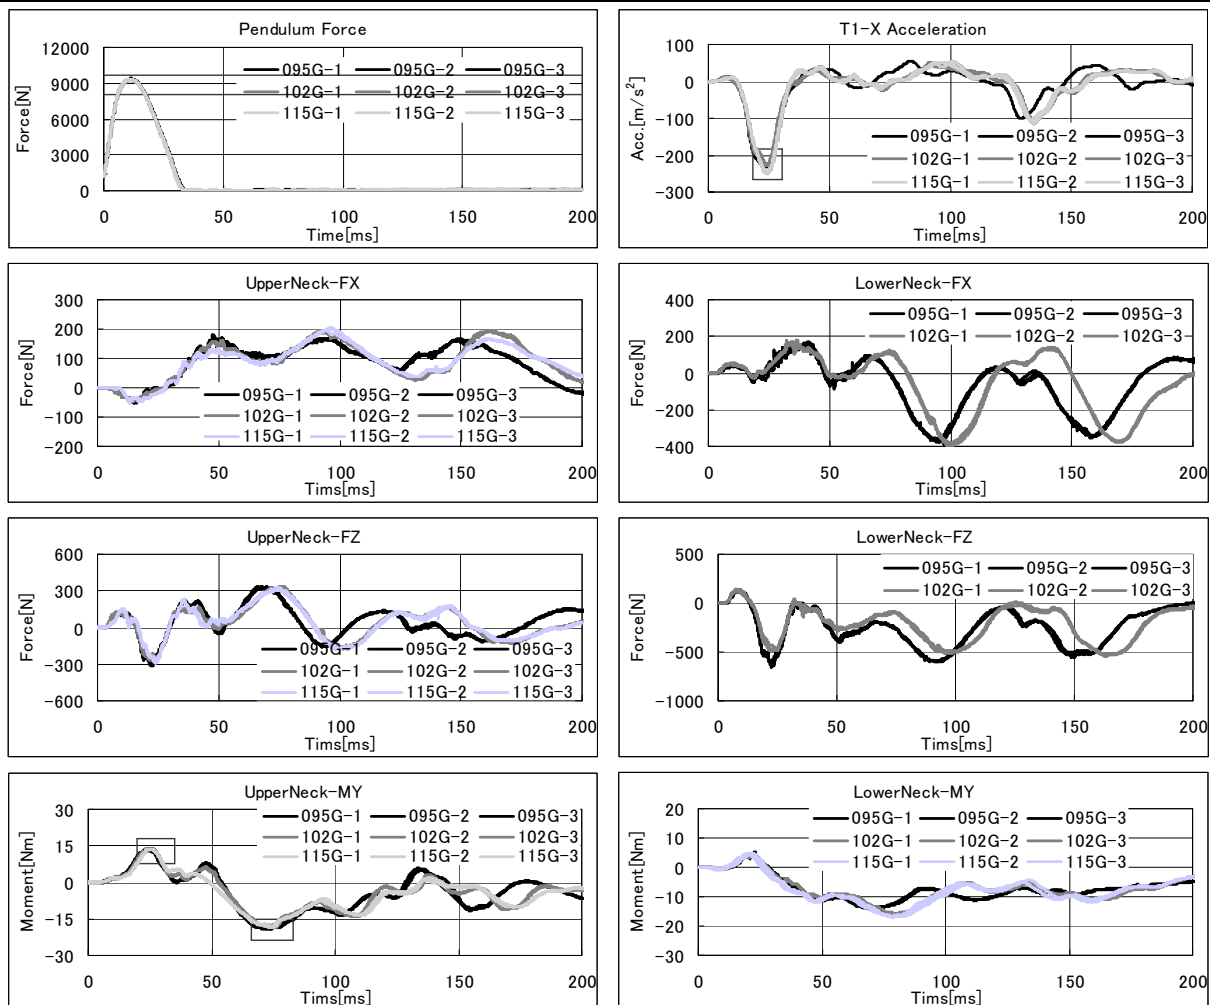 Pendulum Force
12000
9000
6000
3000
0
Force[N]
095G-1 095G-2 095G-3
102G-1 102G-2 102G-3
115G-1 115G-2 115G-3
0 50 100 150 200
Time[ms]
T1-X Acceleration
100
0
-100
-200
-300
Acc.[m/s²]
095G-1 095G-2 095G-3
102G-1 102G-2 102G-3
115G-1 115G-2 115G-3
0 50 100 150 200
Time[ms]
UpperNeck-FX
300
200
100
0
-100
-200
Force[N]
095G-1 095G-2 095G-3
102G-1 102G-2 102G-3
115G-1 115G-2 115G-3
0 50 100 150 200
Tims[ms]
LowerNeck-FX
400
200
0
-200
-400
Force[N]
095G-1 095G-2 095G-3
102G-1 102G-2 102G-3
0 50 100 150 200
Tims[ms]
UpperNeck-FZ
600
300
0
-300
-600
Force[N]
095G-1 095G-2 095G-3
102G-1 102G-2 102G-3
115G-1 115G-2 115G-3
0 50 100 150 200
Tims[ms]
LowerNeck-FZ
500
0
-500
-1000
Force[N]
095G-1 095G-2 095G-3
102G-1 102G-2 102G-3
0 50 100 150 200
Tims[ms]
UpperNeck-MY
30
15
0
-15
-30
Moment[Nm]
095G-1 095G-2 095G-3
102G-1 102G-2 102G-3
115G-1 115G-2 115G-3
0 50 100 150 200
Tims[ms]
LowerNeck-MY
20
10
0
-10
-20
-30
Moment[Nm]
095G-1 095G-2 095G-3
102G-1 102G-2 102G-3
115G-1 115G-2 115G-3
0 50 100 150 200
Tims[ms]